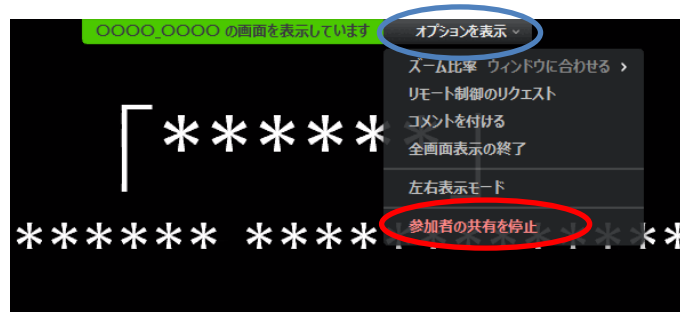 OOOO_OOOO の画面を表示しています
オプションを表示
ズーム比率 ウィンドウに合わせる >
リモート制御のリクエスト
コメントを付ける
全画面表示の終了
左右表示モード
参加者の共有を停止
「******」
****** *************